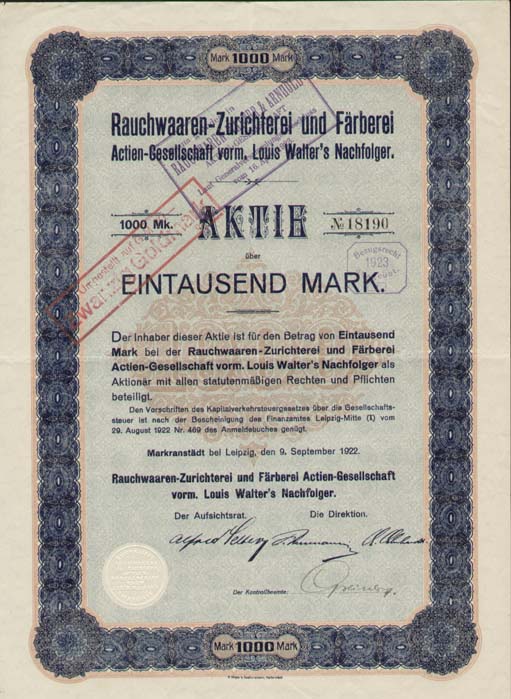 Mark 1000 Mark
Rauchwaaren-Zurichterei und Färberei
Actien-Gesellschaft vorm. Louis Walter's Nachfolger.
1000 Mk.
AKTIE
№ 18190
über
Bezugsrecht
1923
EINTAUSEND MARK.
Der Inhaber dieser Aktie ist für den Betrag von Eintausend
Mark bei der Rauchwaaren-Zurichterei und Färberei
Actien-Gesellschaft vorm. Louis Walter's Nachfolger als
Aktionär mit allen statutenmäßigen Rechten und Pflichten
beteiligt.
Den Vorschriften des Kapitalverkehrsteuergesetzes über die Gesellschafts-
steuer ist nach der Bescheinigung des Finanzamtes Leipzig-Mitte (I) vom
29. August 1922 Nr. 469 des Anmeldebuches genügt.
Markranstädt bei Leipzig, den 9. September 1922.
Rauchwaaren-Zurichterei und Färberei Actien-Gesellschaft
vorm. Louis Walter's Nachfolger.
Der Aufsichtsrat. Die Direktion.
Der Kontrollbeamte:
Mark 1000 Mark